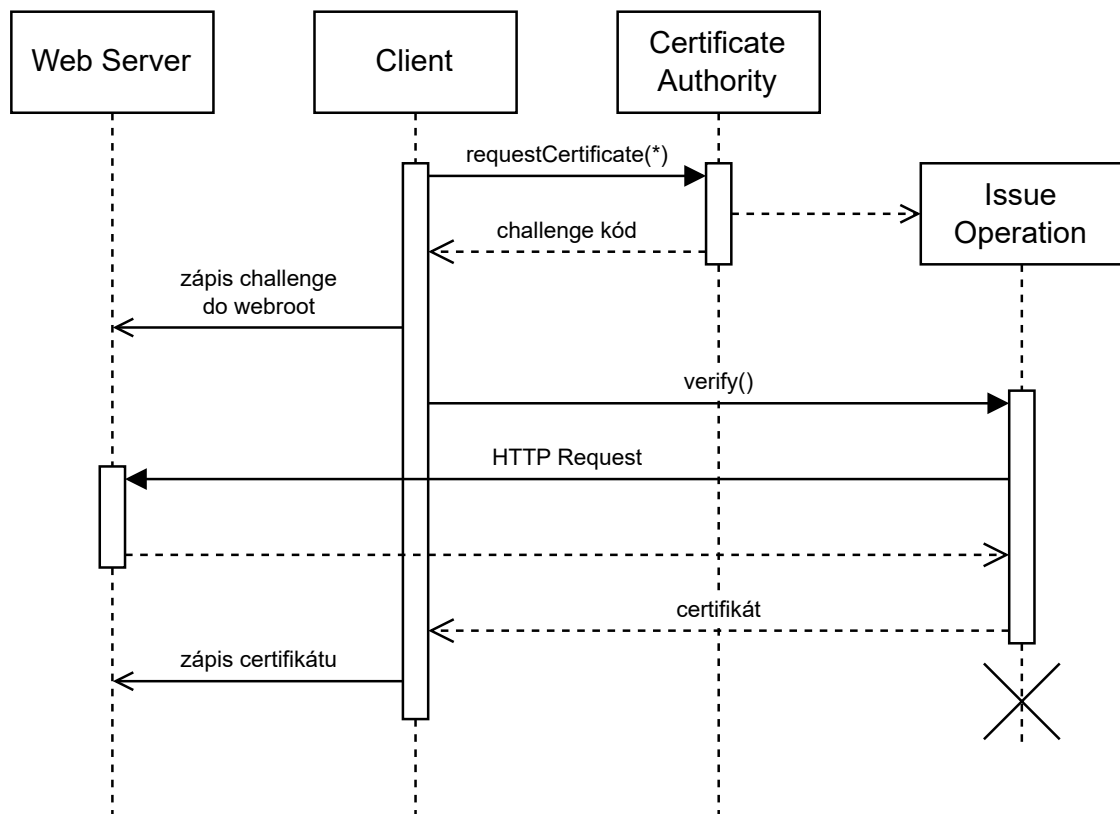 Web Server
Client
Certificate
Authority
requestCertificate(*)
Issue
Operation
challenge kód
zápis challenge
do webroot
verify()
HTTP Request
certifikát
zápis certifikátu